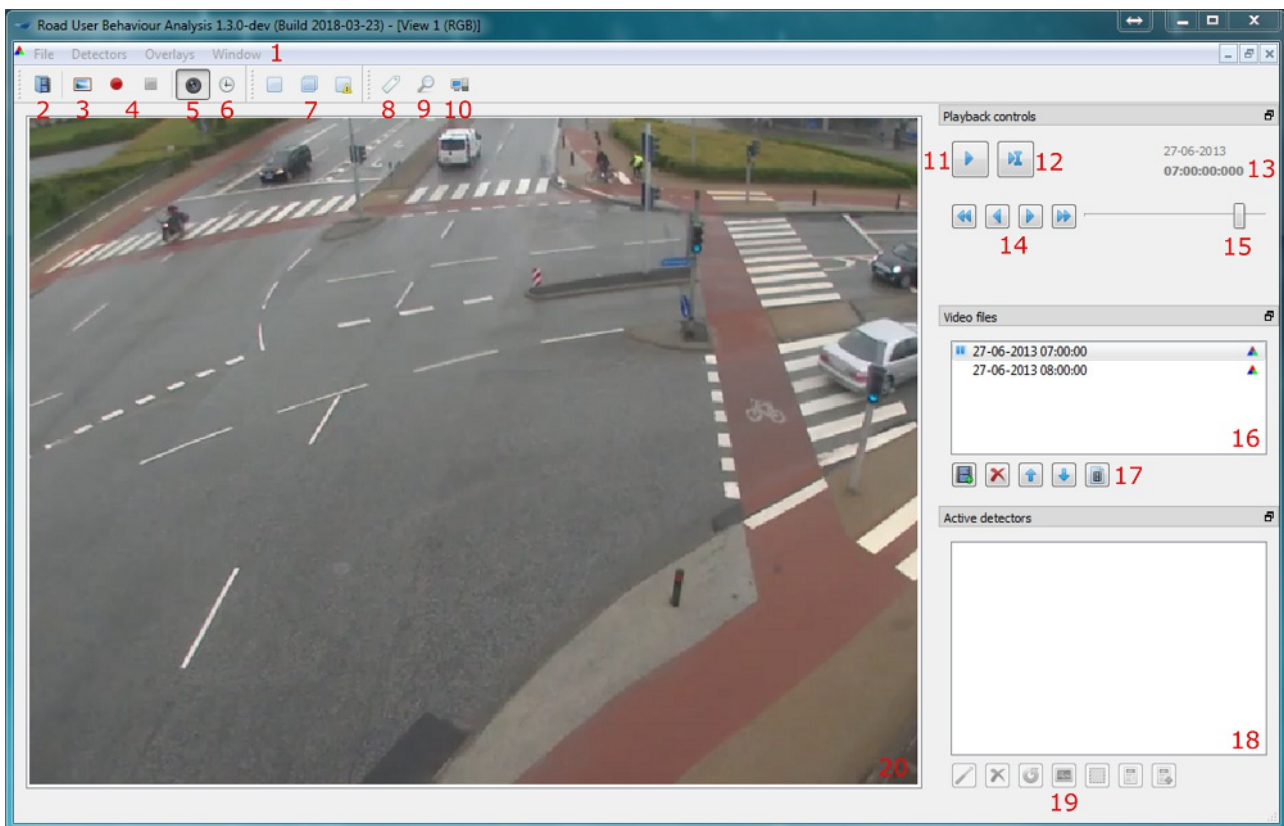 Road User Behaviour Analysis 1.3.0-dev (Build 2018-03-23) - [View 1 (RGB)]
File Detectors Overlays Window 1
2 3 4 5 6 7 8 9 10
Playback controls
11 12 27-06-2013
07:00:00:000 13
14 15
Video files
27-06-2013 07:00:00
27-06-2013 08:00:00
16
17
Active detectors
18
19
20